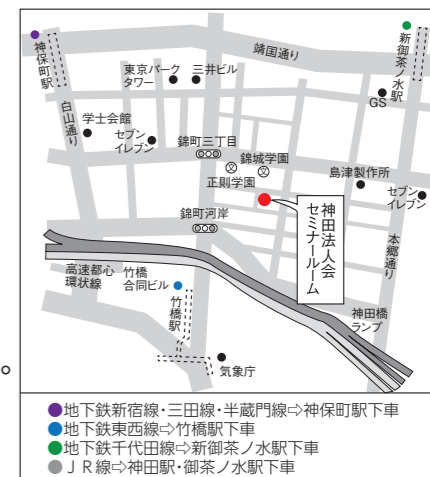 靖国通り
新御茶ノ水駅
神保町駅
東京パーク
タワー
三井ビル
白山通り
GS
学士会館
セブン
イレブン
錦町三丁目
錦城学園
正則学園
島津製作所
セブン
イレブン
神田法人会
セミナールーム
錦町河岸
本郷通り
高速都心
環状線
竹橋
合同ビル
竹橋駅
神田橋
ランプ
気象庁
●地下鉄新宿線・三田線・半蔵門線⇨神保町駅下車
●地下鉄東西線⇨竹橋駅下車
●地下鉄千代田線⇨新御茶ノ水駅下車
●ＪＲ線⇨神田駅・御茶ノ水駅下車